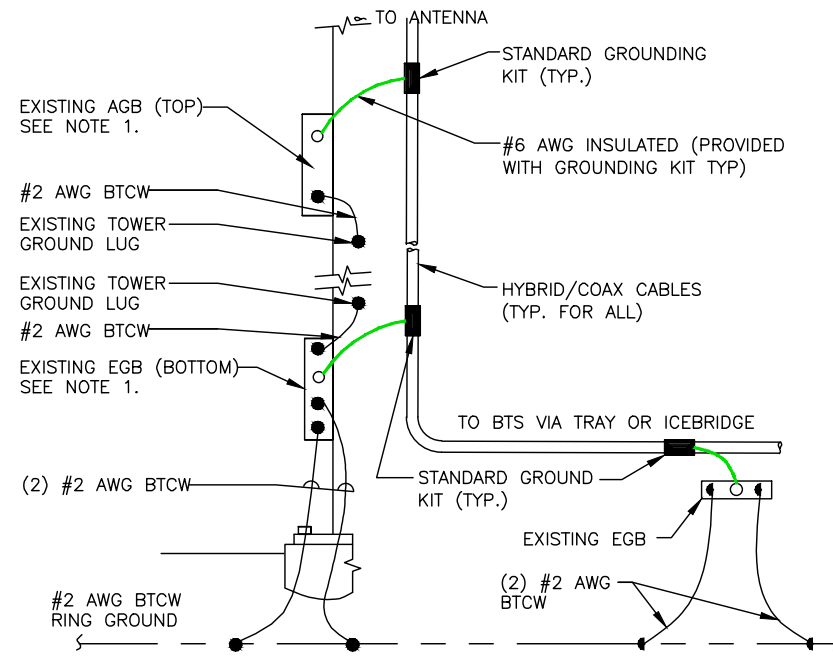 TO ANTENNA
STANDARD GROUNDING
KIT (TYP.)
EXISTING AGB (TOP)
SEE NOTE 1.
#6 AWG INSULATED (PROVIDED
WITH GROUNDING KIT TYP)
#2 AWG BTCW
EXISTING TOWER
GROUND LUG
EXISTING TOWER
GROUND LUG
HYBRID/COAX CABLES
(TYP. FOR ALL)
#2 AWG BTCW
EXISTING EGB (BOTTOM)
SEE NOTE 1.
TO BTS VIA TRAY OR ICEBRIDGE
(2) #2 AWG BTCW
STANDARD GROUND
KIT (TYP.)
EXISTING EGB
(2) #2 AWG
BTCW
#2 AWG BTCW
RING GROUND